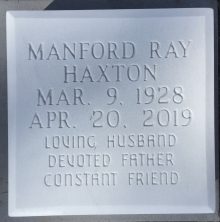 MANFORD RAY
HAXTON
MAR. 9, 1928
APR. 20, 2019
LOVING HUSBAND
DEVOTED FATHER
CONSTANT FRIEND